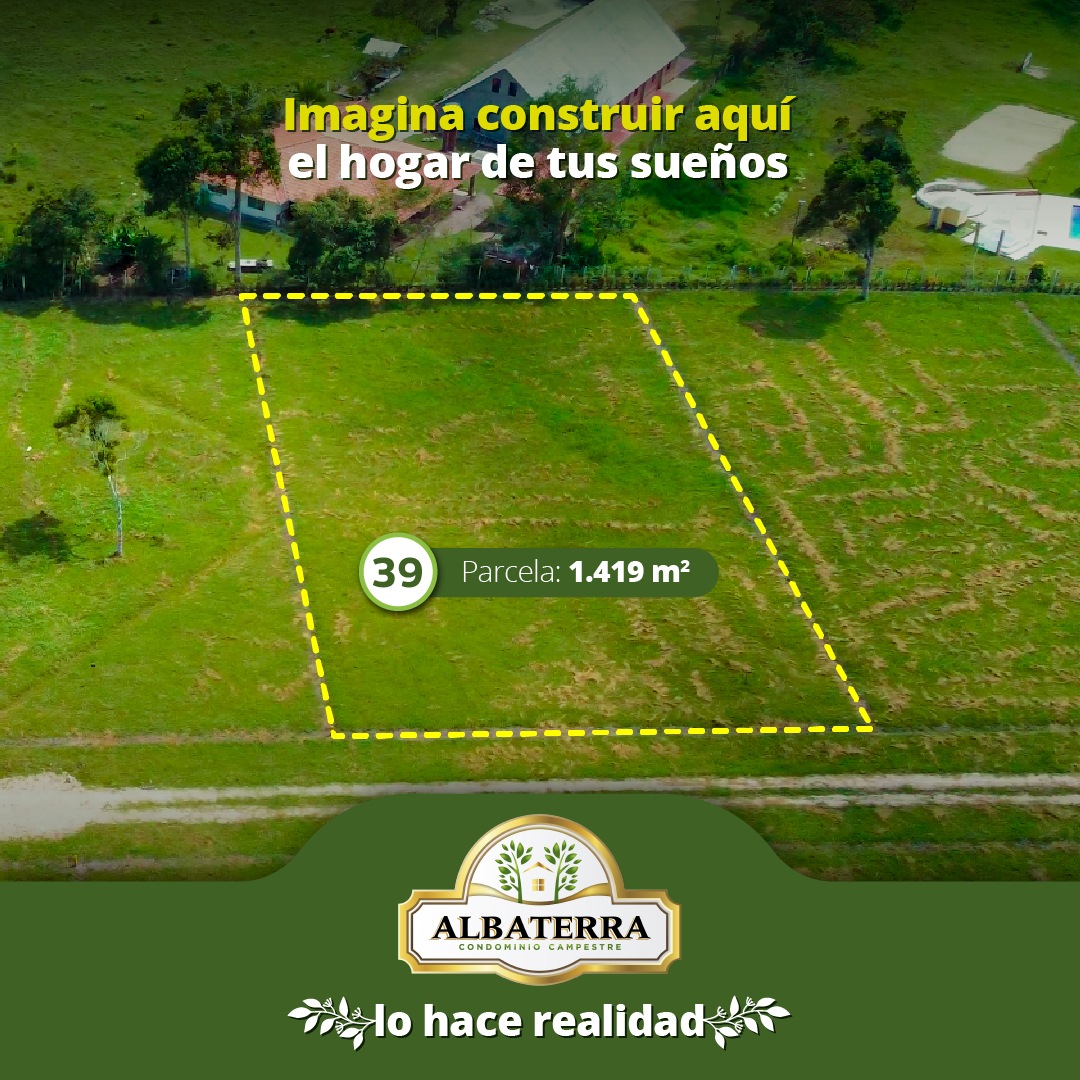 Imagina construir aquí
el hogar de tus sueños
39 Parcela: 1.419 m²
ALBATERRA
CONDOMINIO CAMPESTRE
lo hace realidad